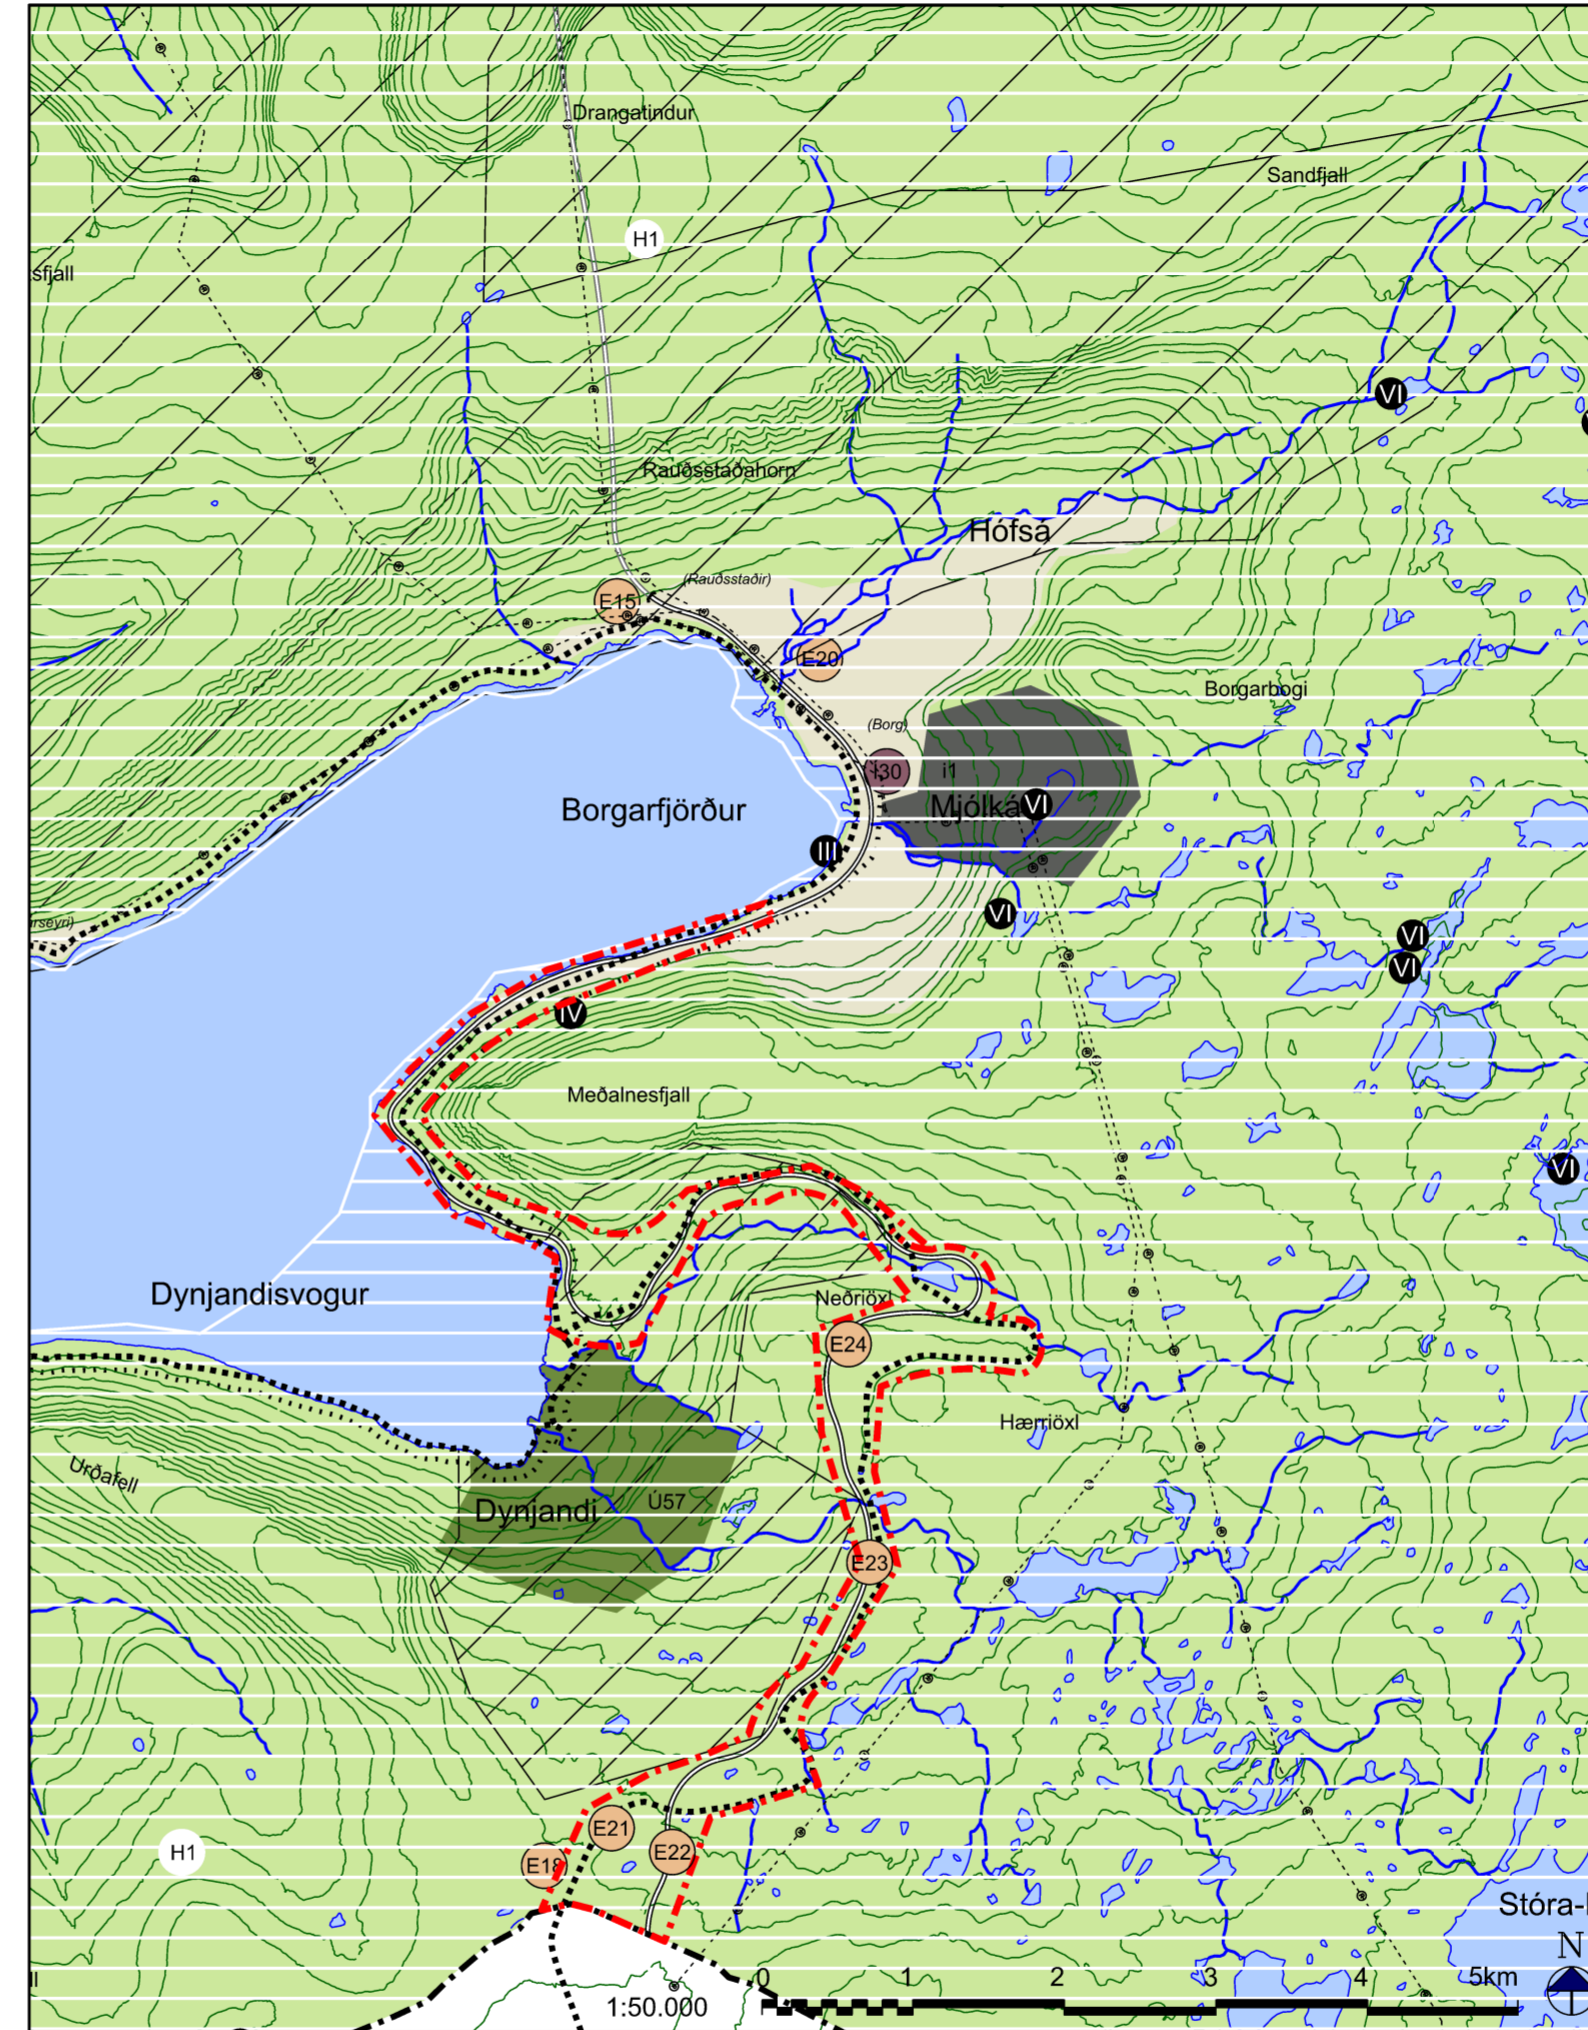 Drangatindur
Sandfjall
H1
sfjall
VI
Rauðsstaðahorn
Hófsá
(Rauðsstaðir)
E15
E20
Borgarbogi
(Borg)
i30
i1
Borgarfjörður
Mjólká
VI
III
VI
rseyri)
VI
VI
IV
Meðalnesfjall
VI
Dynjandisvogur
Neðriöxl
E24
Hærriöxl
Urðafell
Dynjandi
Ú57
E23
E21
H1
E22
E18
Stóra-
N
ll
0 1 2 3 4 5km
1:50.000